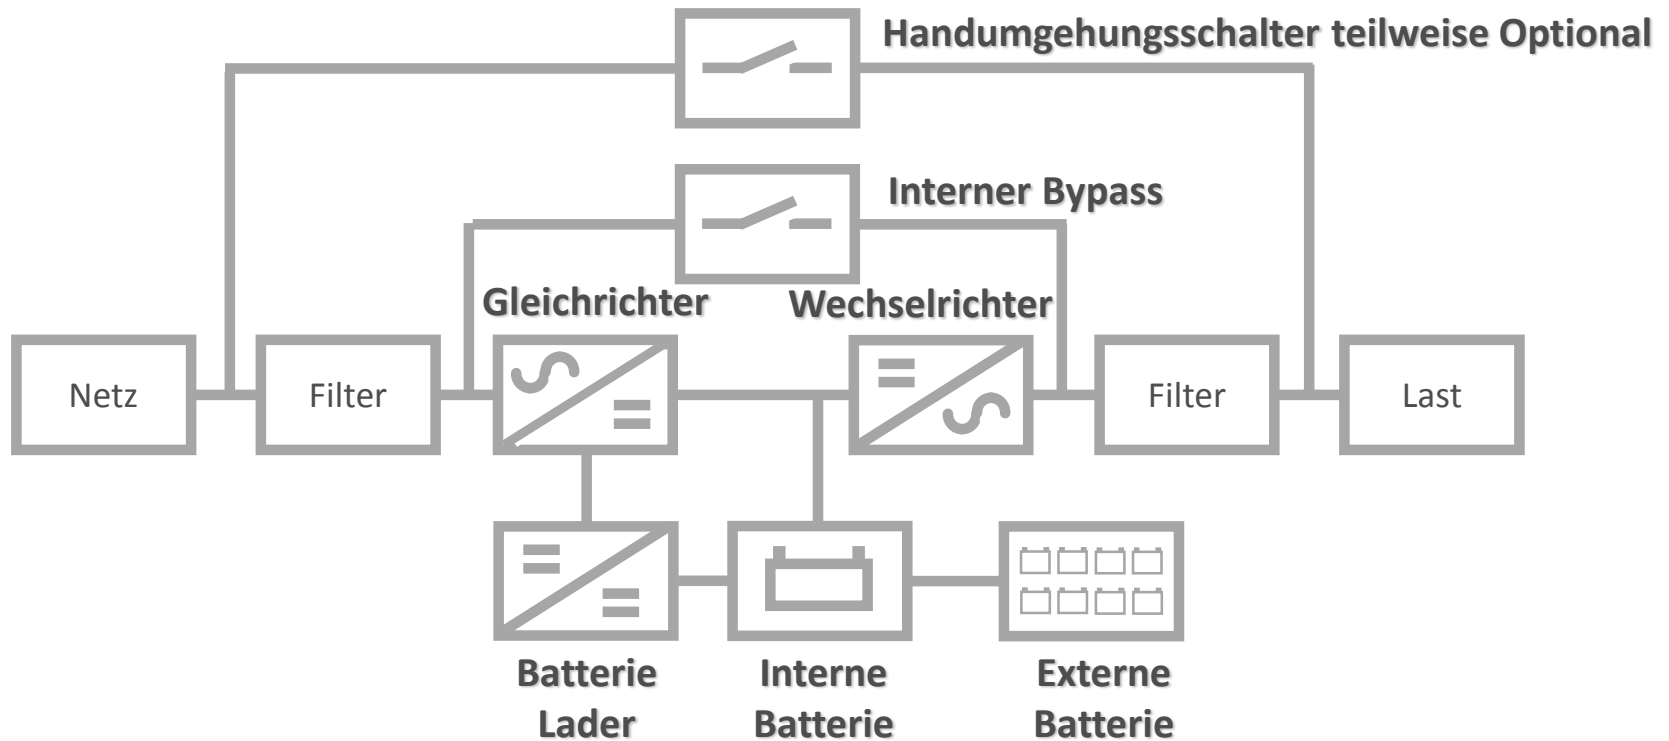 Handumgehungsschalter teilweise Optional
Interner Bypass
Gleichrichter
Wechselrichter
Netz
Filter
Filter
Last
Batterie
Lader
Interne
Batterie
Externe
Batterie